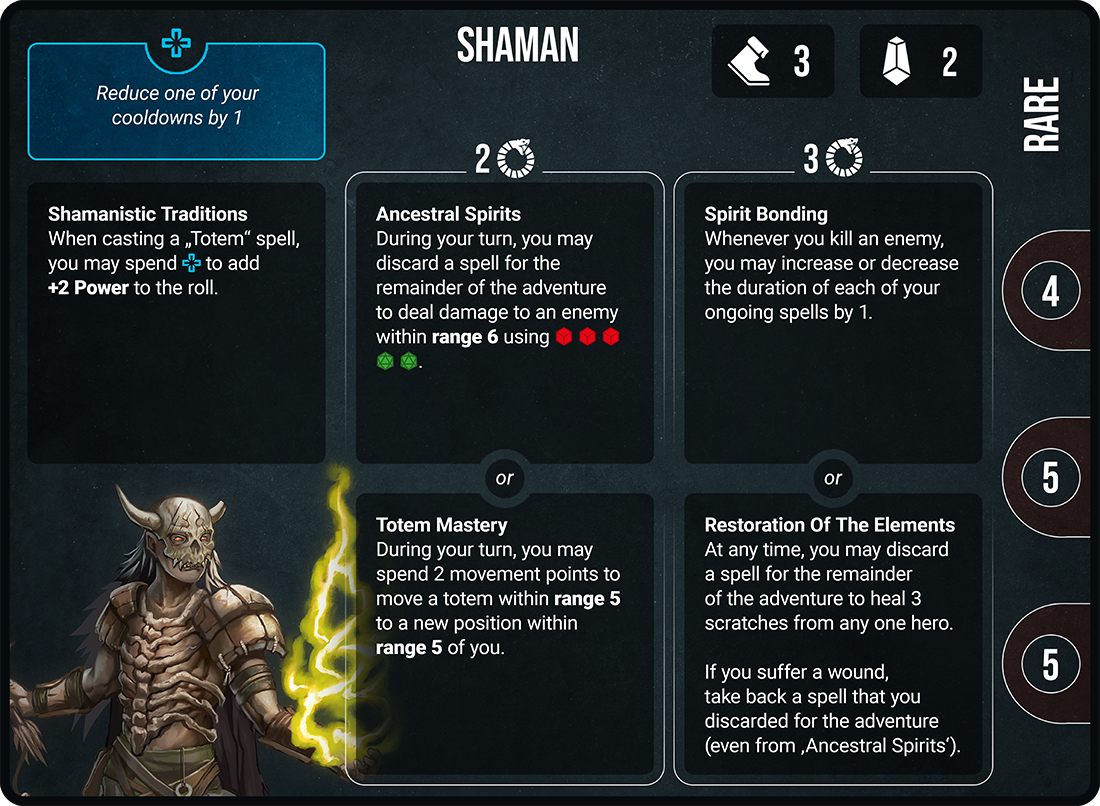 SHAMAN
3
2
RARE
Reduce one of your
cooldowns by 1
Shamanistic Traditions
When casting a „Totem“ spell,
you may spend to add
+2 Power to the roll.
2
Ancestral Spirits
During your turn, you may
discard a spell for the
remainder of the adventure
to deal damage to an enemy
within range 6 using
.
or
Totem Mastery
During your turn, you may
spend 2 movement points to
move a totem within range 5
to a new position within
range 5 of you.
3
Spirit Bonding
Whenever you kill an enemy,
you may increase or decrease
the duration of each of your
ongoing spells by 1.
or
Restoration Of The Elements
At any time, you may discard
a spell for the remainder
of the adventure to heal 3
scratches from any one hero.
If you suffer a wound,
take back a spell that you
discarded for the adventure
(even from ‚Ancestral Spirits‘).
4
5
5